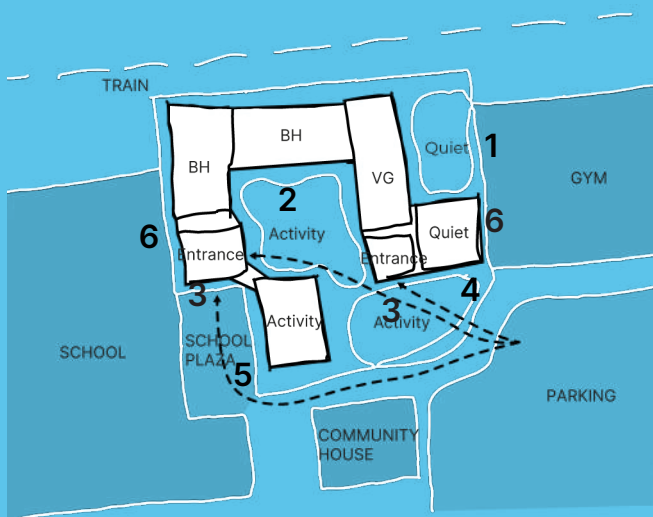 TRAIN
BH
BH
VG
Quiet
1
GYM
2
Activity
6
Entrance
Entrance
Quiet
6
3
4
3
Activity
Activity
SCHOOL
SCHOOL
PLAZA
5
PARKING
COMMUNITY
HOUSE